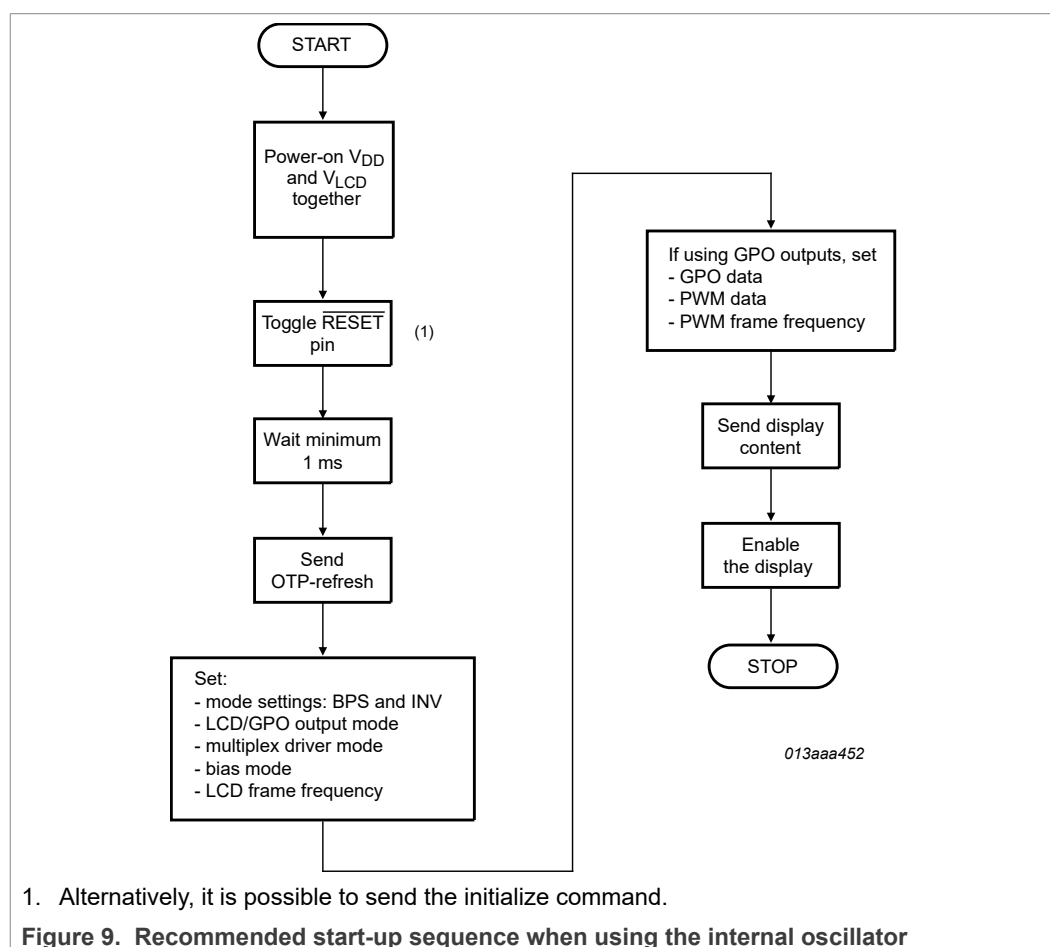 START
Power-on VDD
and VLCD
together
Toggle RESET
pin
(1)
Wait minimum
1 ms
Send
OTP-refresh
Set:
- mode settings: BPS and INV
- LCD/GPO output mode
- multiplex driver mode
- bias mode
- LCD frame frequency
If using GPO outputs, set
- GPO data
- PWM data
- PWM frame frequency
Send display
content
Enable
the display
STOP
013aaa452
1. Alternatively, it is possible to send the initialize command.
Figure 9. Recommended start-up sequence when using the internal oscillator